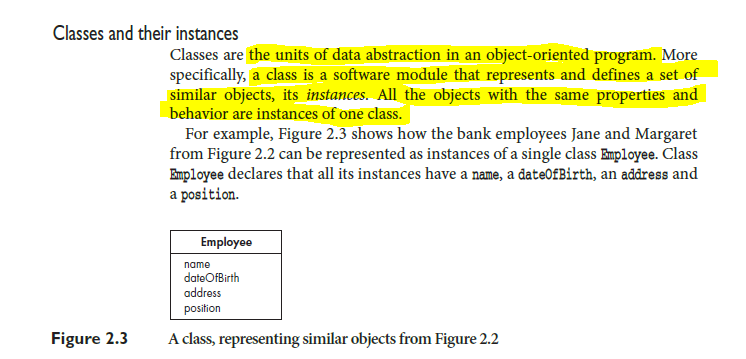 Classes and their instances
Classes are the units of data abstraction in an object-oriented program. More
specifically, a class is a software module that represents and defines a set of
similar objects, its instances. All the objects with the same properties and
behavior are instances of one class.
For example, Figure 2.3 shows how the bank employees Jane and Margaret
from Figure 2.2 can be represented as instances of a single class Employee. Class
Employee declares that all its instances have a name, a dateOfBirth, an address and
a position.
Employee
name
dateOfBirth
address
position
Figure 2.3 A class, representing similar objects from Figure 2.2